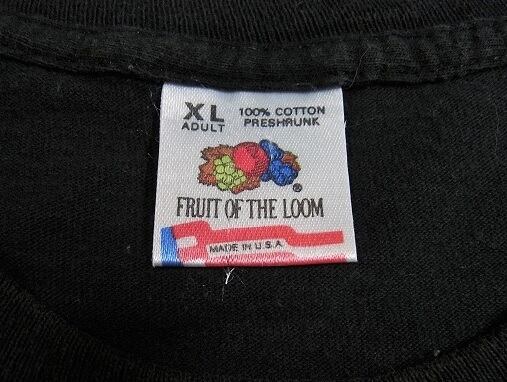 XL 100% COTTON
ADULT PRESHRUNK
®
FRUIT OF THE LOOM
MADE IN U.S.A.